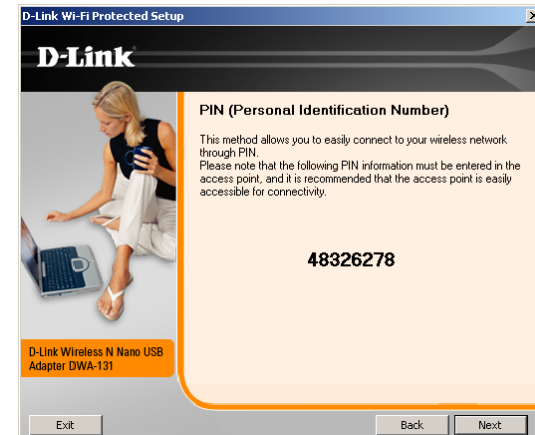 D-Link Wi-Fi Protected Setup
D-Link
PIN (Personal Identification Number)
This method allows you to easily connect to your wireless network
through PIN.
Please note that the following PIN information must be entered in the
access point, and it is recommended that the access point is easily
accessible for connectivity.
48326278
D-Link Wireless N Nano USB
Adapter DWA-131
Exit
Back
Next